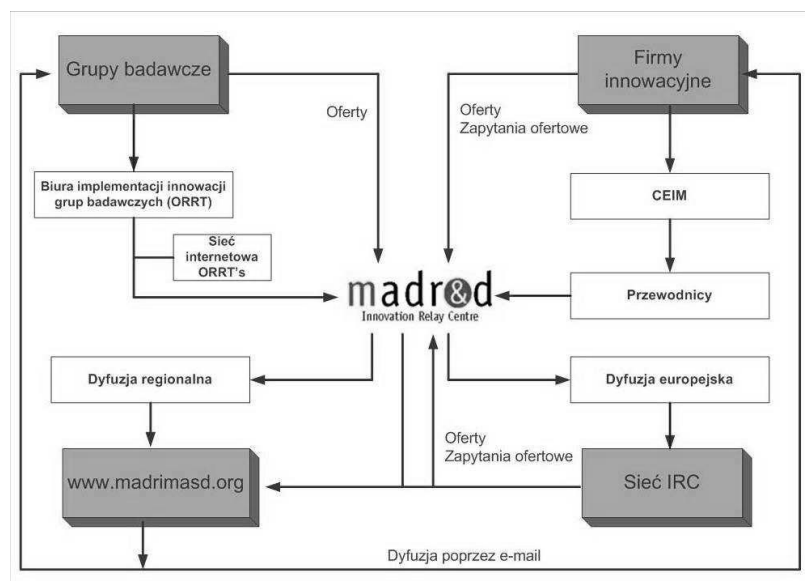 Grupy badawcze
Firmy
innowacyjne
Oferty
Oferty
Zapytania ofertowe
Biura implementacji innowacji
grup badawczych (ORRT)
CEIM
Sieć
internetowa
ORRT's
madr&d
Innovation Relay Centre
Przewodnicy
Dyfuzja regionalna
Dyfuzja europejska
Oferty
Zapytania ofertowe
www.madrimasd.org
Sieć IRC
Dyfuzja poprzez e-mail